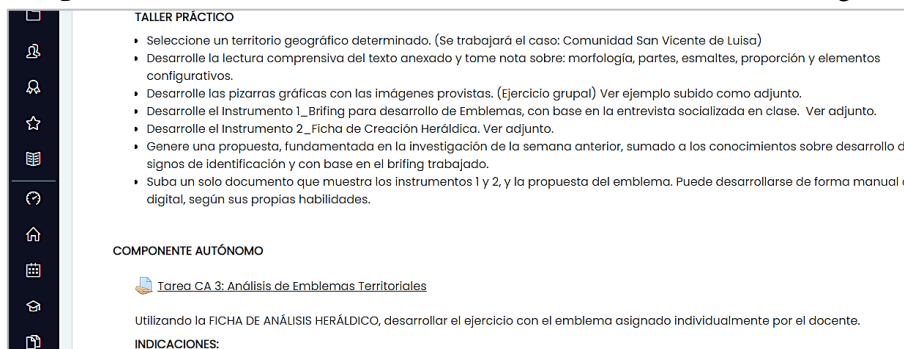 TALLER PRÁCTICO
• Seleccione un territorio geográfico determinado. (Se trabajará el caso: Comunidad San Vicente de Luisa)
• Desarrolle la lectura comprensiva del texto anexado y tome nota sobre: morfología, partes, esmaltes, proporción y elementos
configurativos.
• Desarrolle las pizarras gráficas con las imágenes provistas. (Ejercicio grupal) Ver ejemplo subido como adjunto.
• Desarrolle el Instrumento 1_Brifing para desarrollo de Emblemas, con base en la entrevista socializada en clase. Ver adjunto.
• Desarrolle el Instrumento 2_Ficha de Creación Heráldica. Ver adjunto.
• Genere una propuesta, fundamentada en la investigación de la semana anterior, sumado a los conocimientos sobre desarrollo d
signos de identificación y con base en el brifing trabajado.
• Suba un solo documento que muestra los instrumentos 1 y 2, y la propuesta del emblema. Puede desarrollarse de forma manual
digital, según sus propias habilidades.
COMPONENTE AUTÓNOMO
Tarea CA 3: Análisis de Emblemas Territoriales
Utilizando la FICHA DE ANÁLISIS HERÁLDICO, desarrollar el ejercicio con el emblema asignado individualmente por el docente.
INDICACIONES: